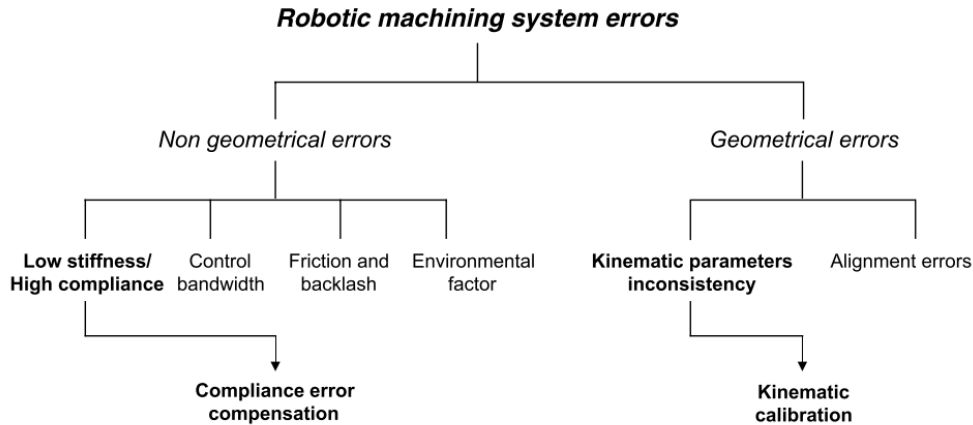 Robotic machining system errors
Non geometrical errors
Geometrical errors
Low stiffness/
High compliance
Control
bandwidth
Friction and
backlash
Environmental
factor
Kinematic parameters
inconsistency
Alignment errors
Compliance error
compensation
Kinematic
calibration